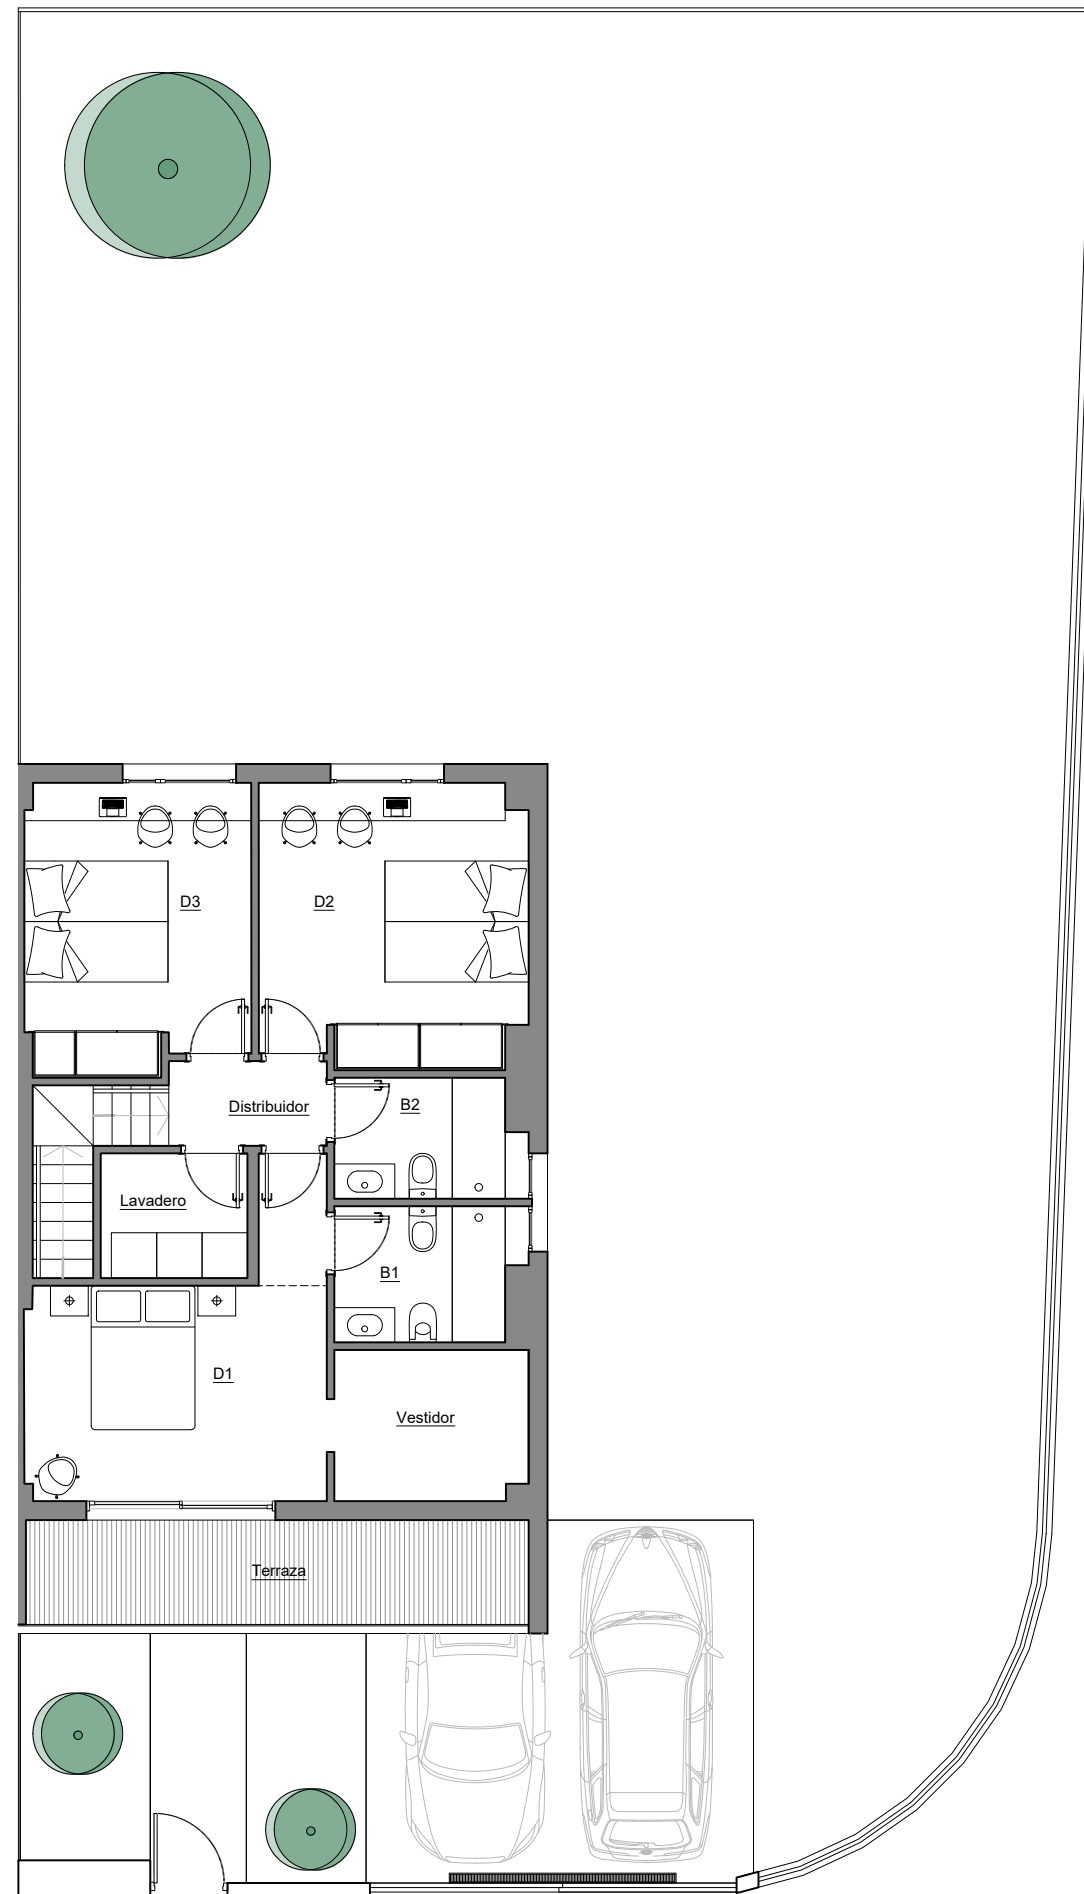 D3
D2
Distribuidor
B2
Lavadero
B1
D1
Vestidor
Terraza